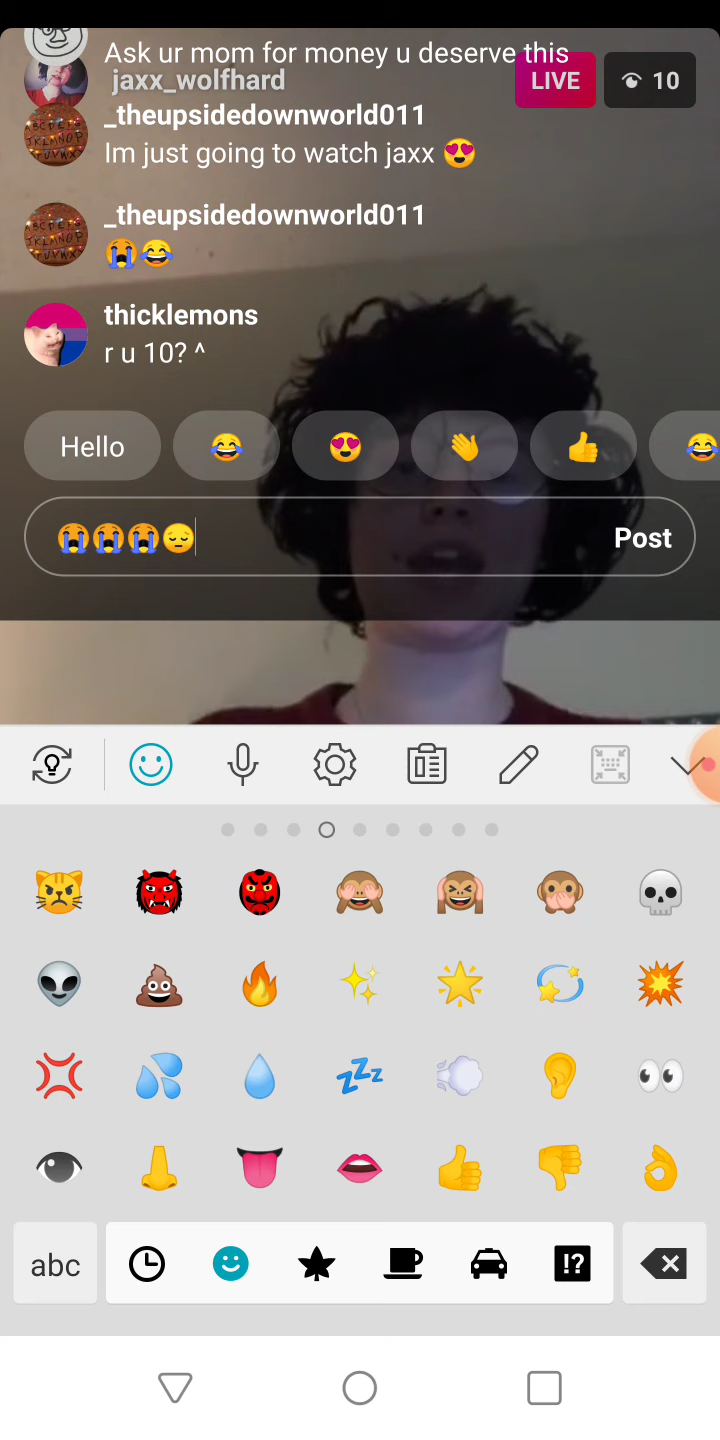 Ask ur mom for money u deserve this
jaxx_wolfhard
LIVE
10
_theupsidedownworld011
Im just going to watch jaxx 😍
_theupsidedownworld011
😭😂
thicklemons
r u 10? ^
Hello 😂 😍 👋 👍 😂
😭😭😭😔 Post
abc
!?